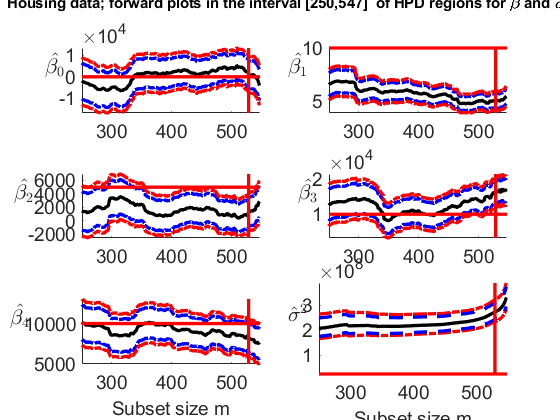 Housing data; forward plots in the interval [250,547] of HPD regions for β and
×10⁴
1
0
-1
β̂₀
300 400 500
10
5
β̂₁
300 400 500
6000
4000
2000
0
-2000
β̂₂
300 400 500
×10⁴
2
1
β̂₃
300 400 500
10000
5000
β̂₄
300 400 500
Subset size m
×10⁸
3
2
1
σ̂²
300 400 500
Subset size m